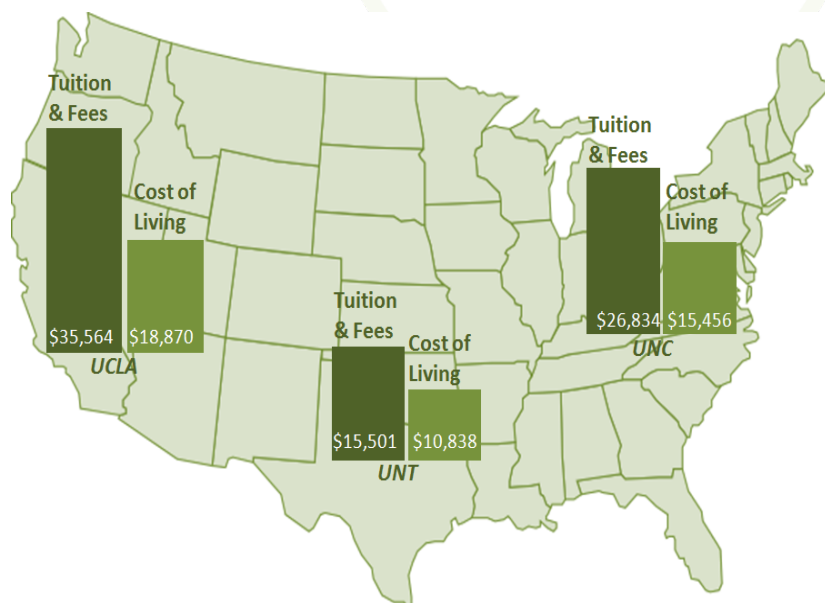 Tuition
& Fees
Cost of
Living
$35,564
$18,870
UCLA
Tuition
& Fees
Cost of
Living
$15,501
$10,838
UNT
Tuition
& Fees
Cost of
Living
$26,834
$15,456
UNC